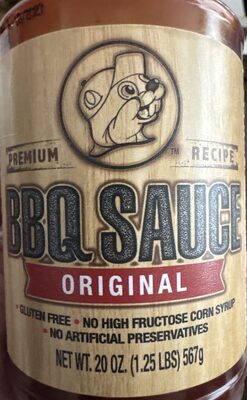 PREMIUM RECIPE
TM
BBQ SAUCE
ORIGINAL
• GLUTEN FREE • NO HIGH FRUCTOSE CORN SYRUP
• NO ARTIFICIAL PRESERVATIVES
NET WT. 20 OZ. (1.25 LBS) 567g